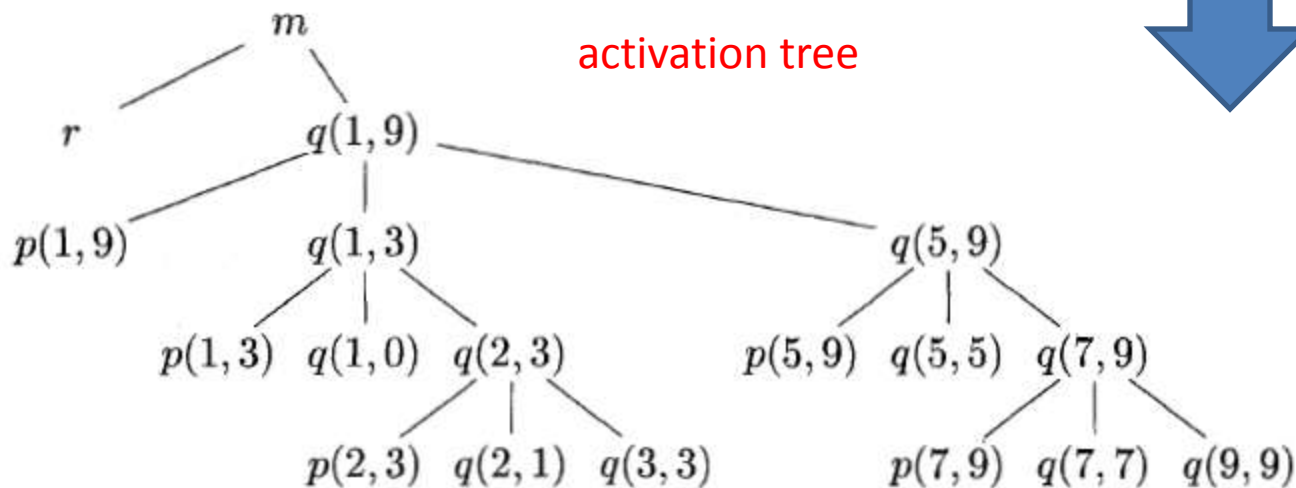 m
activation tree
r q(1,9)
p(1,9) q(1,3) q(5,9)
p(1,3) q(1,0) q(2,3) p(5,9) q(5,5) q(7,9)
p(2,3) q(2,1) q(3,3) p(7,9) q(7,7) q(9,9)